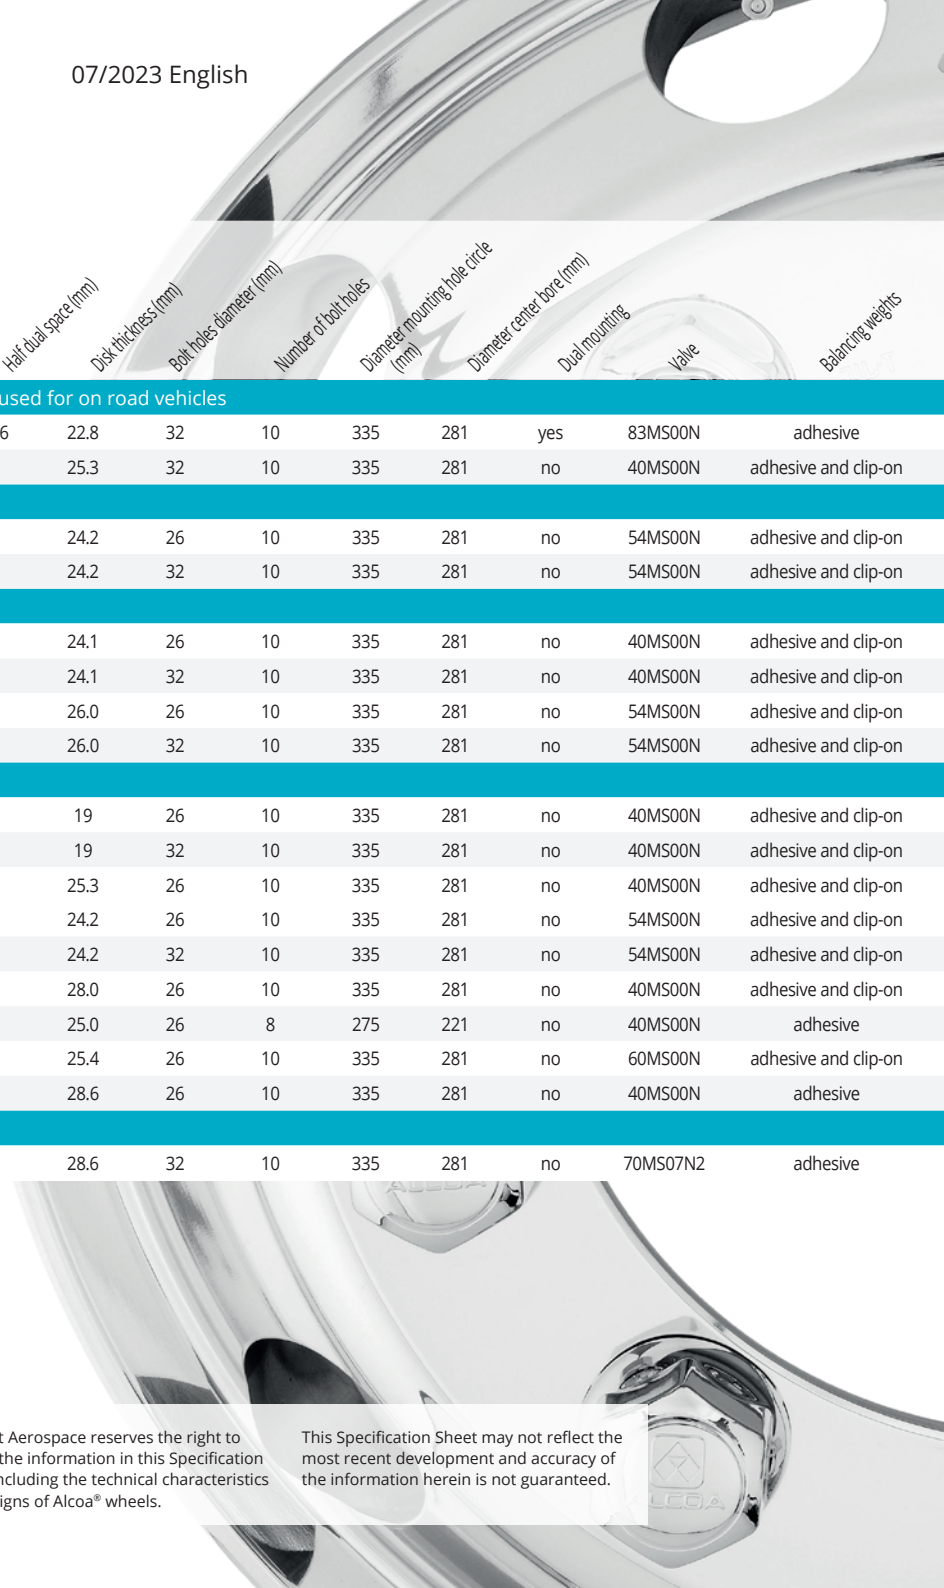 07/2023 English
Half dual space (mm)
Disk thickness (mm)
Bolt holes diameter (mm)
Number of bolt holes
Diameter mounting hole circle
(mm)
Diameter center bore (mm)
Dual mounting
Valve
Balancing weights
used for on road vehicles
6 22.8 32 10 335 281 yes 83MS00N adhesive
25.3 32 10 335 281 no 40MS00N adhesive and clip-on
24.2 26 10 335 281 no 54MS00N adhesive and clip-on
24.2 32 10 335 281 no 54MS00N adhesive and clip-on
24.1 26 10 335 281 no 40MS00N adhesive and clip-on
24.1 32 10 335 281 no 40MS00N adhesive and clip-on
26.0 26 10 335 281 no 54MS00N adhesive and clip-on
26.0 32 10 335 281 no 54MS00N adhesive and clip-on
19 26 10 335 281 no 40MS00N adhesive and clip-on
19 32 10 335 281 no 40MS00N adhesive and clip-on
25.3 26 10 335 281 no 40MS00N adhesive and clip-on
24.2 26 10 335 281 no 54MS00N adhesive and clip-on
24.2 32 10 335 281 no 54MS00N adhesive and clip-on
28.0 26 10 335 281 no 40MS00N adhesive and clip-on
25.0 26 8 275 221 no 40MS00N adhesive
25.4 26 10 335 281 no 60MS00N adhesive and clip-on
28.6 26 10 335 281 no 40MS00N adhesive
28.6 32 10 335 281 no 70MS07N2 adhesive
ALCOA
t Aerospace reserves the right to
the information in this Specification
ncluding the technical characteristics
igns of Alcoa® wheels.
This Specification Sheet may not reflect the
most recent development and accuracy of
the information herein is not guaranteed.
ALCOA